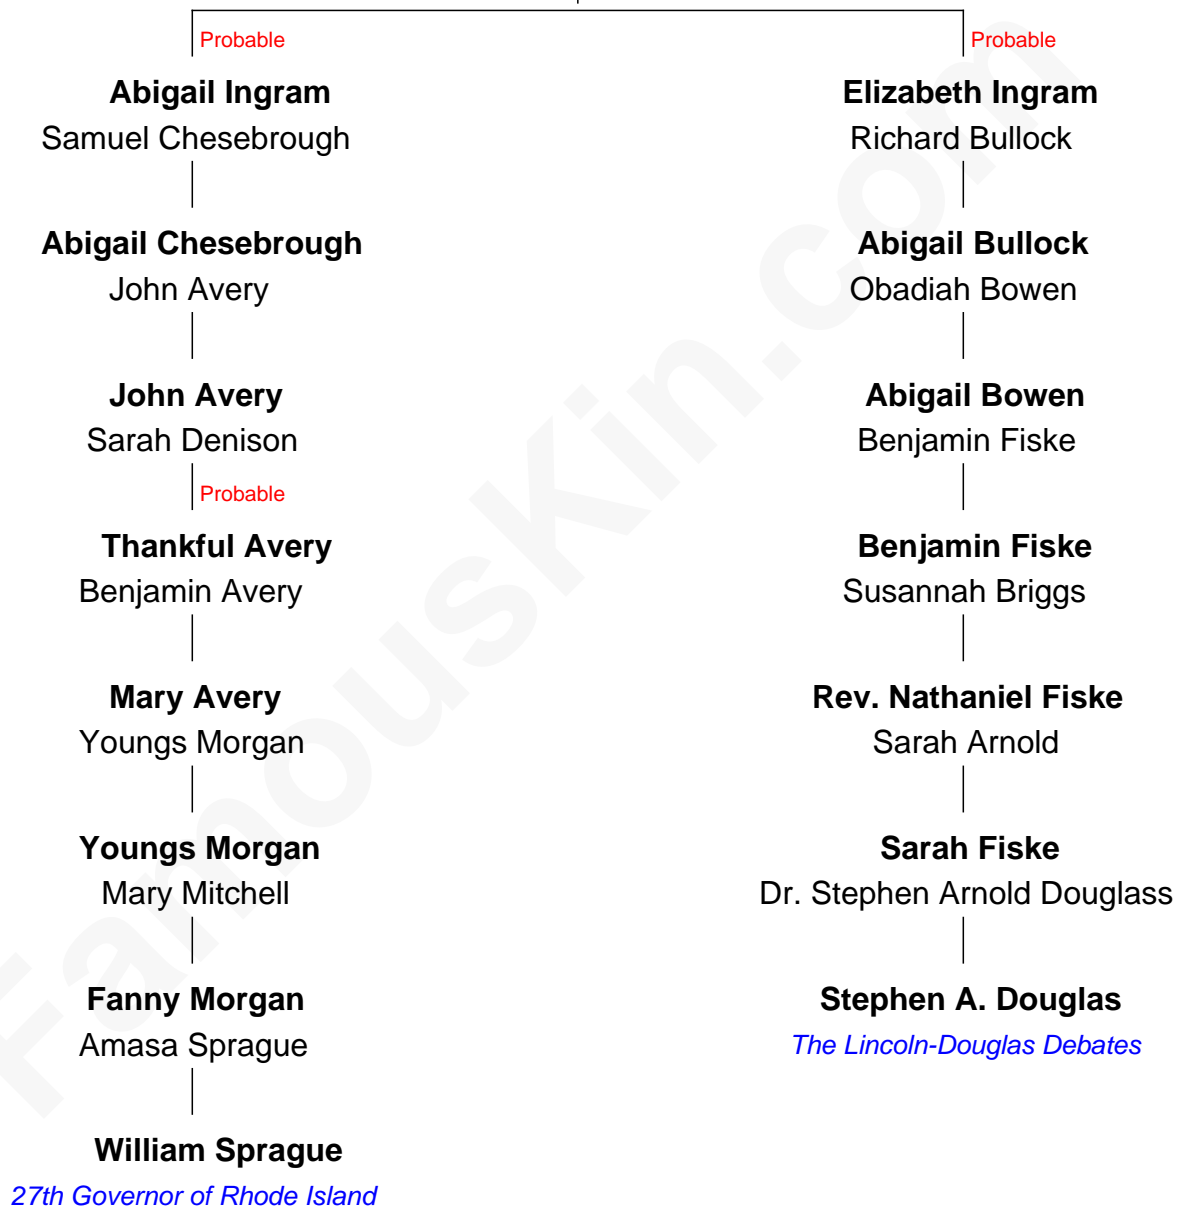 Probable
Abigail Ingram
Samuel Chesebrough
Abigail Chesebrough
John Avery
John Avery
Sarah Denison
Probable
Thankful Avery
Benjamin Avery
Mary Avery
Youngs Morgan
Youngs Morgan
Mary Mitchell
Fanny Morgan
Amasa Sprague
William Sprague
27th Governor of Rhode Island
Probable
Elizabeth Ingram
Richard Bullock
Abigail Bullock
Obadiah Bowen
Abigail Bowen
Benjamin Fiske
Benjamin Fiske
Susannah Briggs
Rev. Nathaniel Fiske
Sarah Arnold
Sarah Fiske
Dr. Stephen Arnold Douglass
Stephen A. Douglas
The Lincoln-Douglas Debates
FamousKin.com